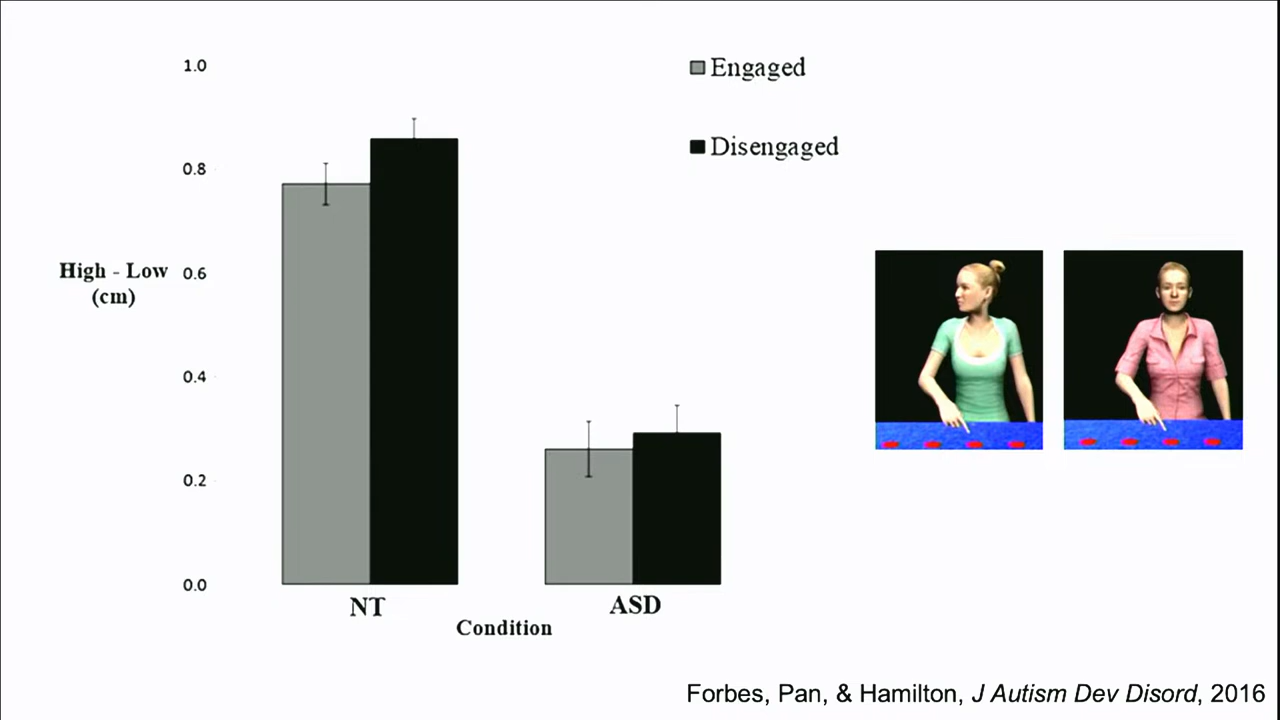 1.0
Engaged
Disengaged
0.8
High - Low
(cm)
0.6
0.4
0.2
0.0
NT
ASD
Condition
Forbes, Pan, & Hamilton, J Autism Dev Disord, 2016